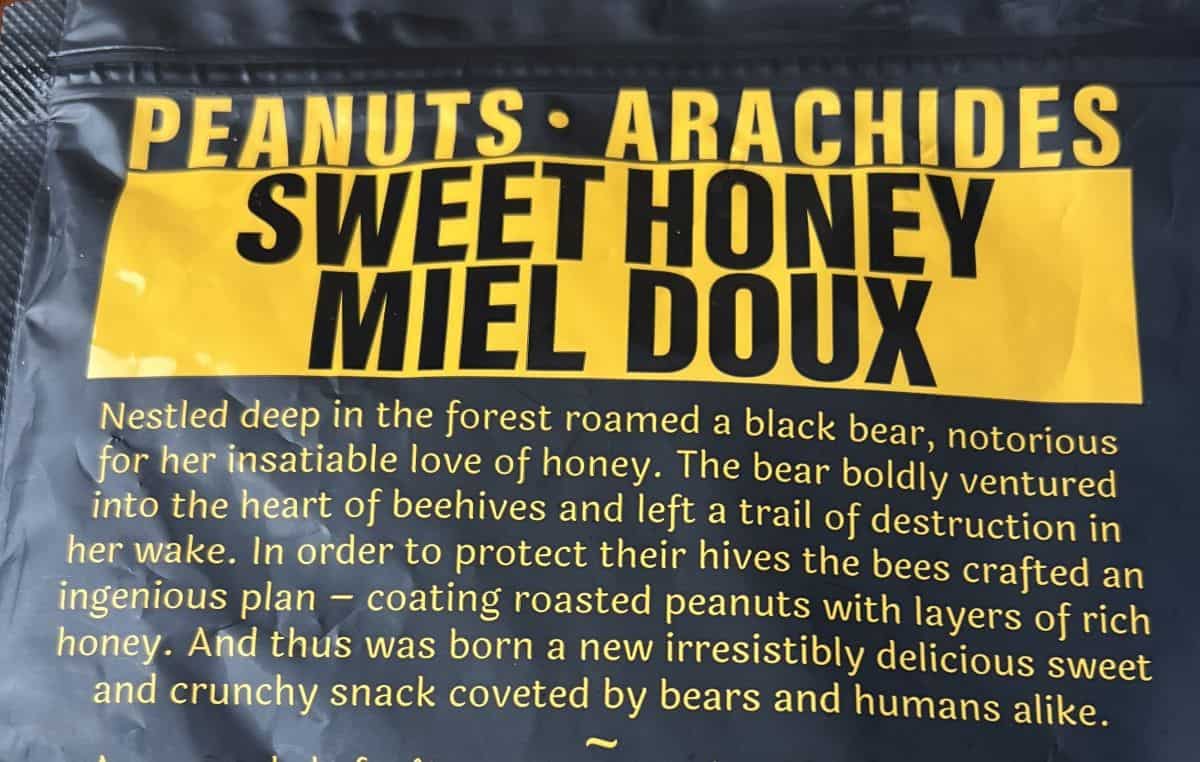 PEANUTS • ARACHIDES
SWEET HONEY
MIEL DOUX
Nestled deep in the forest roamed a black bear, notorious
for her insatiable love of honey. The bear boldly ventured
into the heart of beehives and left a trail of destruction in
her wake. In order to protect their hives the bees crafted an
ingenious plan – coating roasted peanuts with layers of rich
honey. And thus was born a new irresistibly delicious sweet
and crunchy snack coveted by bears and humans alike.
~